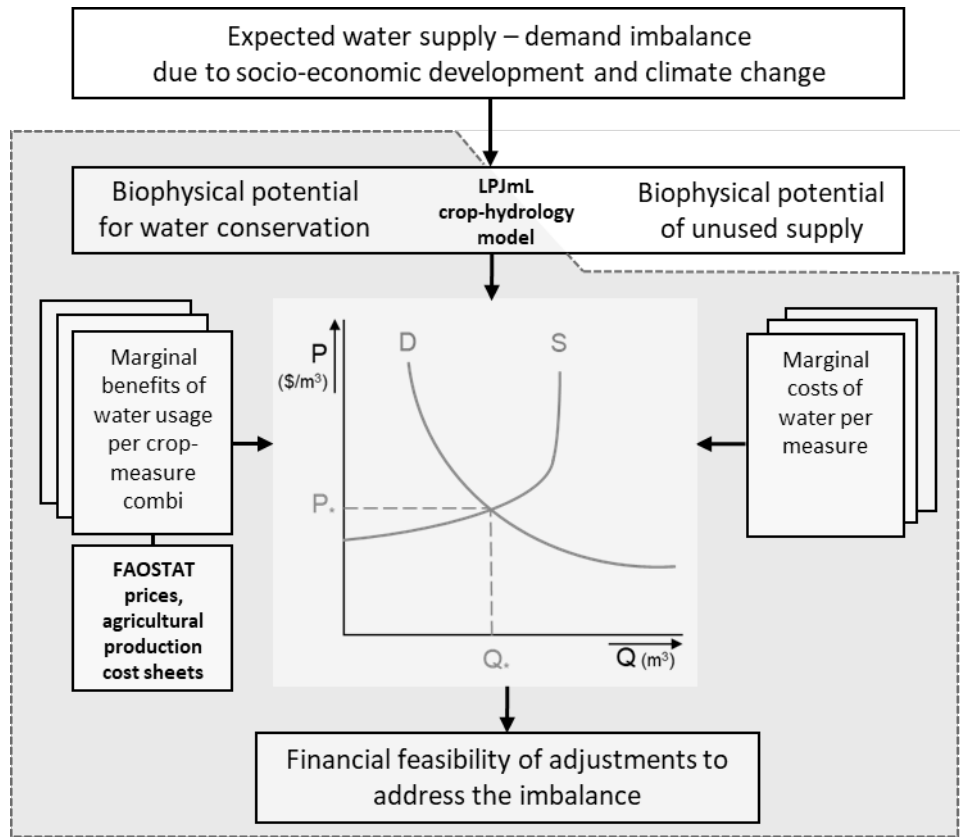 Expected water supply – demand imbalance
due to socio-economic development and climate change
Biophysical potential
for water conservation
LPJmL
crop-hydrology
model
Biophysical potential
of unused supply
Marginal
benefits of
water usage
per crop-
measure
combi
FAOSTAT
prices,
agricultural
production
cost sheets
P
($/m³)
D
S
P*
Q*
Q (m³)
Marginal
costs of
water per
measure
Financial feasibility of adjustments to
address the imbalance